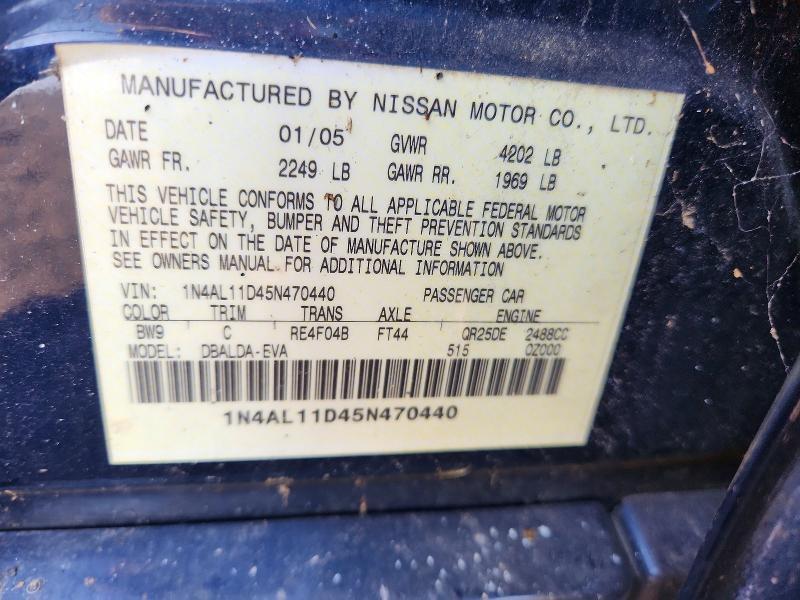 MANUFACTURED BY NISSAN MOTOR CO., LTD.
DATE 01/05 GVWR 4202 LB
GAWR FR. 2249 LB GAWR RR. 1969 LB
THIS VEHICLE CONFORMS TO ALL APPLICABLE FEDERAL MOTOR
VEHICLE SAFETY, BUMPER AND THEFT PREVENTION STANDARDS
IN EFFECT ON THE DATE OF MANUFACTURE SHOWN ABOVE.
SEE OWNERS MANUAL FOR ADDITIONAL INFORMATION
VIN: 1N4AL11D45N470440 PASSENGER CAR
COLOR TRIM TRANS AXLE ENGINE
BW9 C RE4F04B FT44 QR25DE 2488CC
MODEL: DBALDA-EVA 515 0Z000
1N4AL11D45N470440